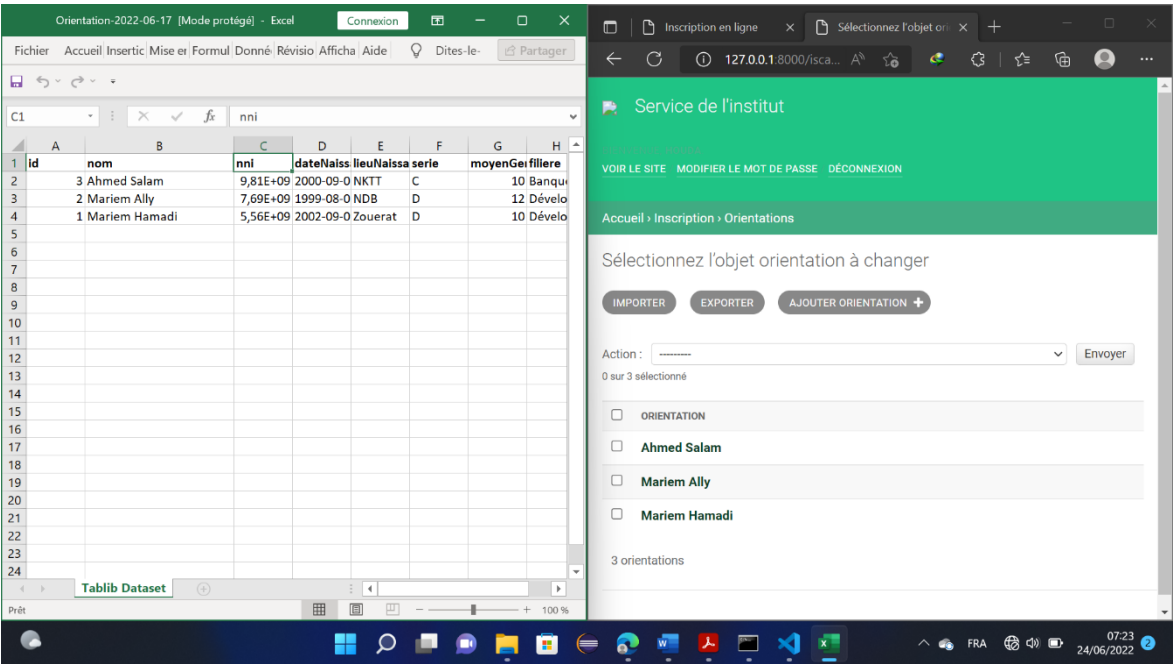 Orientation-2022-06-17 [Mode protégé] - Excel
Connexion
Fichier Accueil Insertic Mise er Formul Donné Révisio Afficha Aide Dites-le- Partager
C1 fx nni
A B C D E F G H
1 id nom nni dateNaiss lieuNaissa serie moyenGer filiere
2 3 Ahmed Salam 9,81E+09 2000-09-0 NKTT C 10 Banqu
3 2 Mariem Ally 7,69E+09 1999-08-0 NDB D 12 Dévelo
4 1 Mariem Hamadi 5,56E+09 2002-09-0 Zouerat D 10 Dévelo
5
6
7
8
9
10
11
12
13
14
15
16
17
18
19
20
21
22
23
24
Tablib Dataset
Prêt 100 %
Inscription en ligne
Sélectionnez l'objet ori
127.0.0.1:8000/isca...
Service de l'institut
VOIR LE SITE MODIFIER LE MOT DE PASSE DÉCONNEXION
Accueil › Inscription › Orientations
Sélectionnez l’objet orientation à changer
IMPORTER EXPORTER AJOUTER ORIENTATION +
Action : --------- Envoyer
0 sur 3 sélectionné
ORIENTATION
Ahmed Salam
Mariem Ally
Mariem Hamadi
3 orientations
FRA
07:23
24/06/2022
2